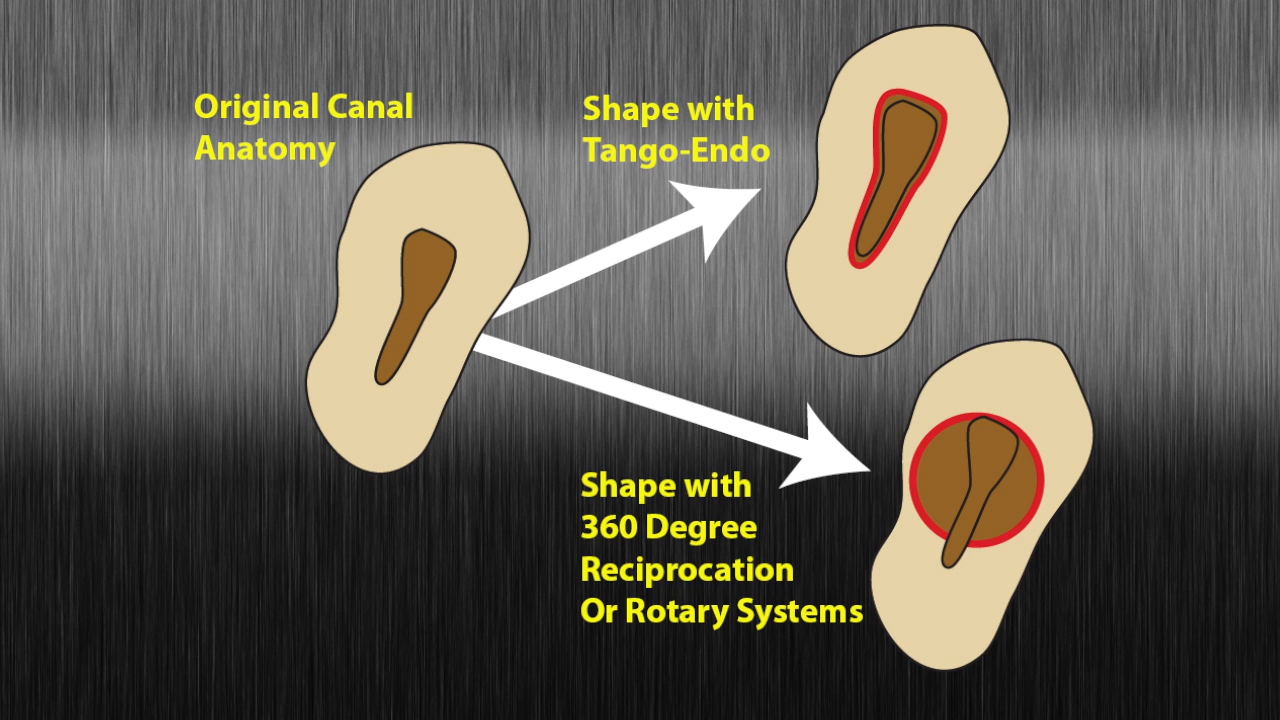 Original Canal
Anatomy
Shape with
Tango-Endo
Shape with
360 Degree
Reciprocation
Or Rotary Systems